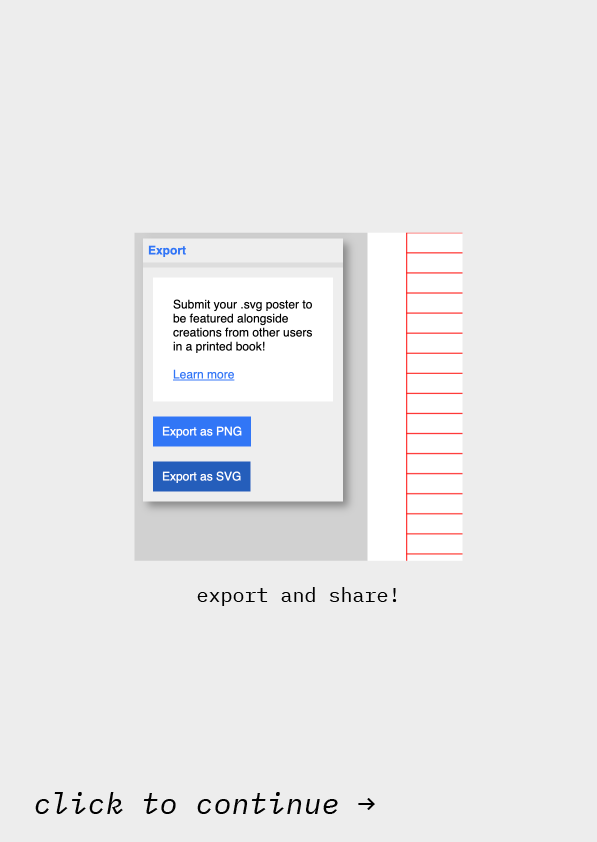 Export
Submit your .svg poster to
be featured alongside
creations from other users
in a printed book!
Learn more
Export as PNG
Export as SVG
export and share!
click to continue →